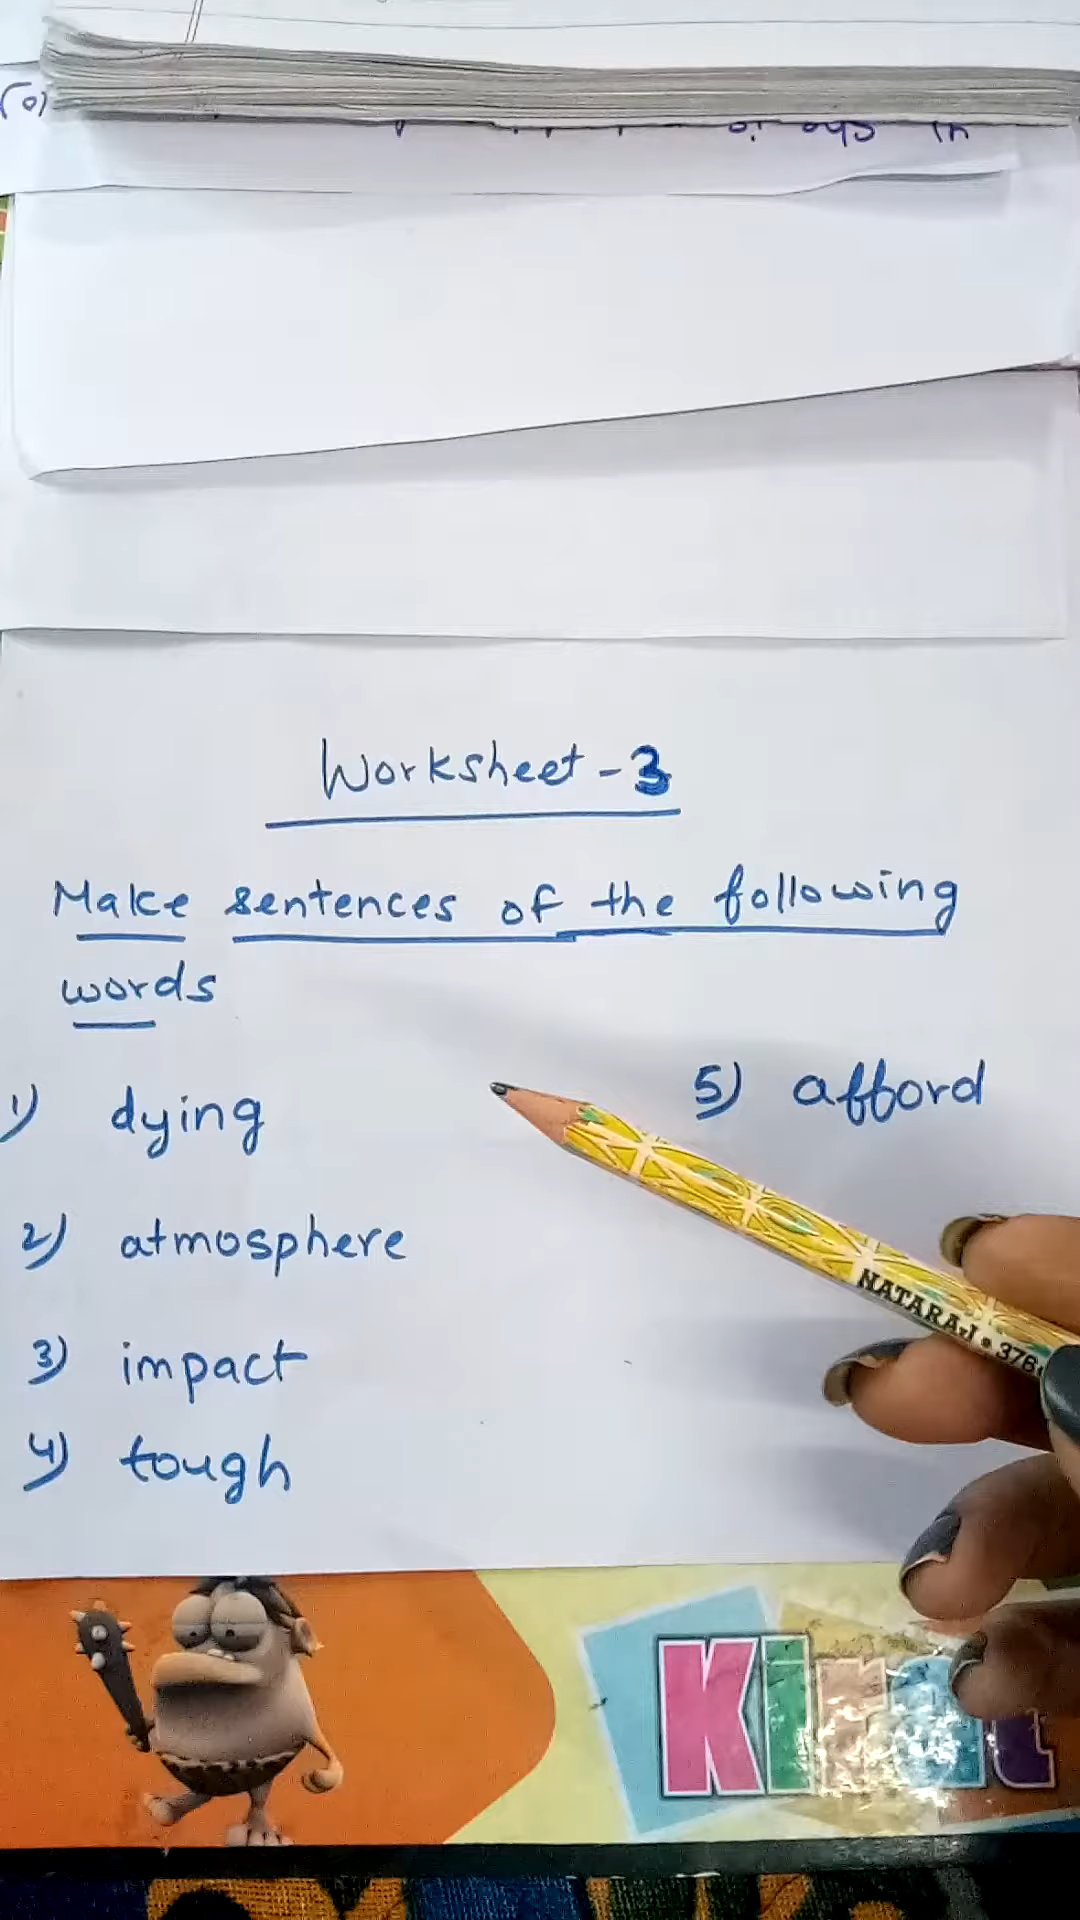 Worksheet - 3
Make sentences of the following
words
1) dying
5) afford
2) atmosphere
3) impact
4) tough
NATARAJ • 376